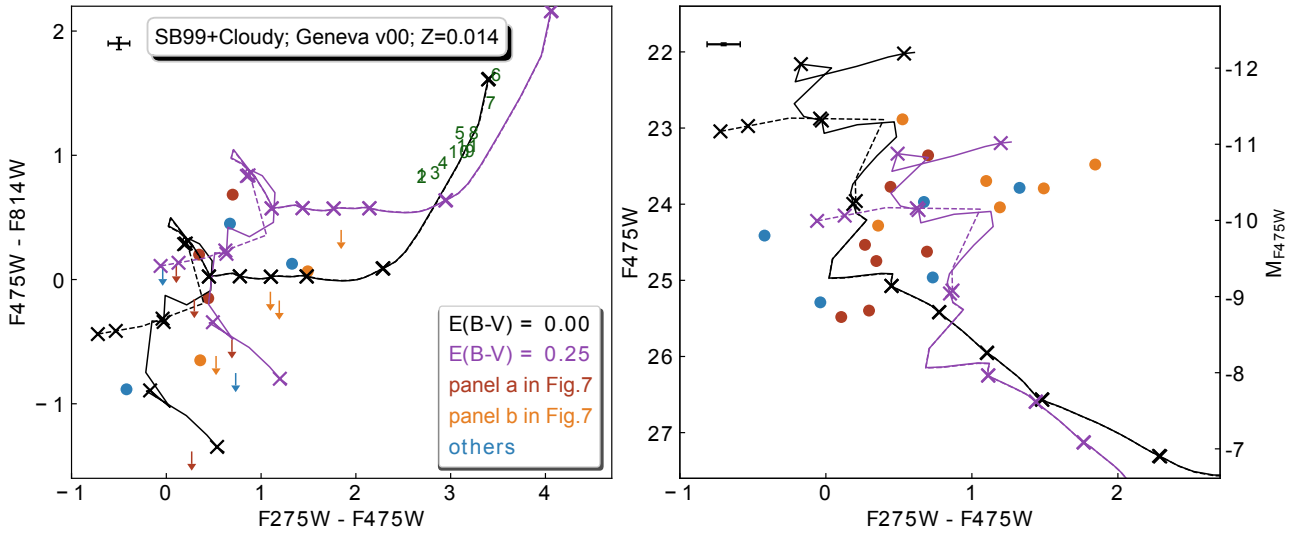 SB99+Cloudy; Geneva v00; Z=0.014
2
1
0
−1
F475W - F814W
6
7
5 8
1
4 3
E(B-V) = 0.00
E(B-V) = 0.25
panel a in Fig.7
panel b in Fig.7
others
−1 0 1 2 3 4
F275W - F475W
22
23
24
25
26
27
F475W
-12
-11
-10
-9
-8
-7
M_F475W
−1 0 1 2
F275W - F475W